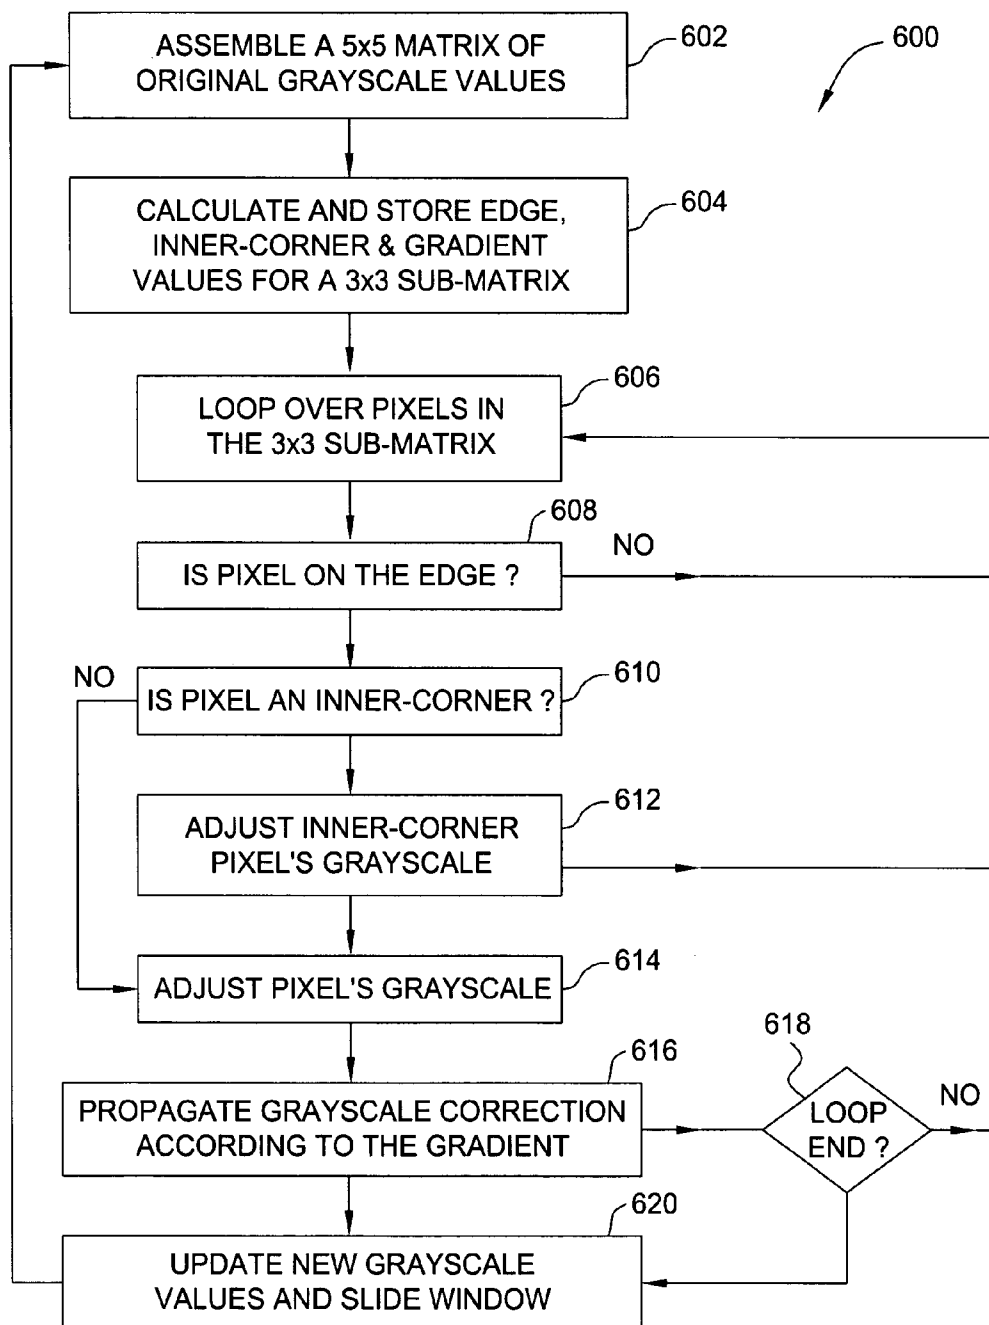 ASSEMBLE A 5x5 MATRIX OF
ORIGINAL GRAYSCALE VALUES
602
600
CALCULATE AND STORE EDGE,
INNER-CORNER & GRADIENT
VALUES FOR A 3x3 SUB-MATRIX
604
606
LOOP OVER PIXELS IN
THE 3x3 SUB-MATRIX
608
IS PIXEL ON THE EDGE ?
NO
NO
IS PIXEL AN INNER-CORNER ?
610
ADJUST INNER-CORNER
PIXEL'S GRAYSCALE
612
ADJUST PIXEL'S GRAYSCALE
614
616
PROPAGATE GRAYSCALE CORRECTION
ACCORDING TO THE GRADIENT
618
LOOP
END ?
NO
620
UPDATE NEW GRAYSCALE
VALUES AND SLIDE WINDOW